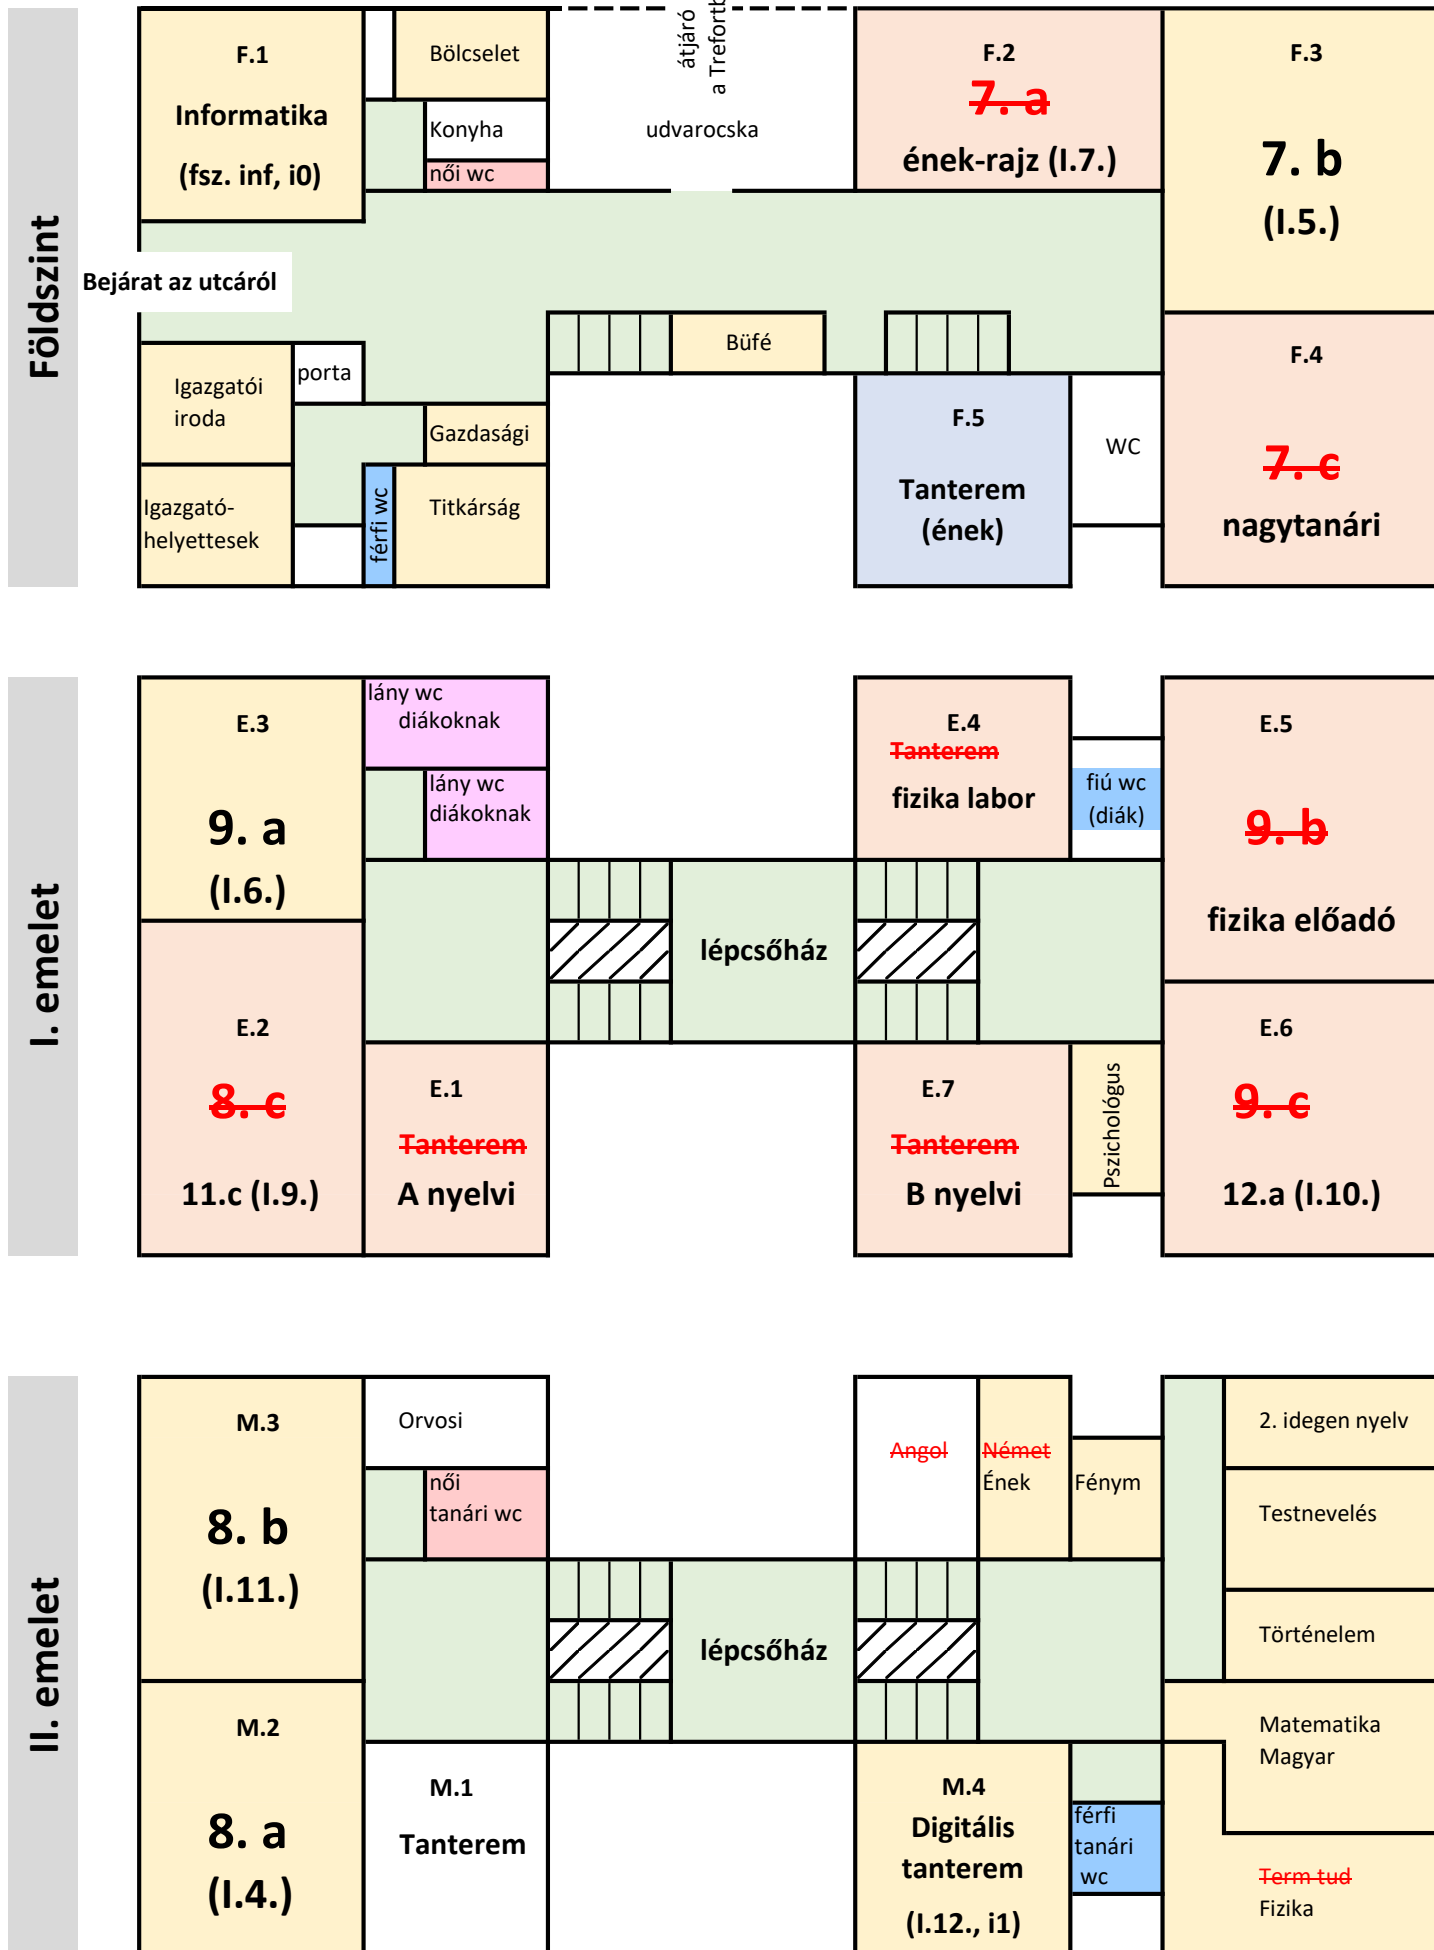 Földszint
F.1
Informatika
(fsz. inf, i0)
Bölcselet
Konyha
női wc
átjáró
a
udvarocska
F.2
7. a
ének-rajz (I.7.)
F.3
7. b
(I.5.)
Bejárat az utcáról
Büfé
Igazgatói
iroda
porta
Gazdasági
Igazgató-
helyettesek
férfi wc
Titkárság
F.5
Tanterem
(ének)
WC
F.4
7. c
nagytanári
I. emelet
E.3
9. a
(I.6.)
lány wc
diákoknak
lány wc
diákoknak
E.4
Tanterem
fizika labor
fiú wc
(diák)
E.5
9. b
fizika előadó
lépcsőház
E.2
8. c
11.c (I.9.)
E.1
Tanterem
A nyelvi
E.7
Tanterem
B nyelvi
Pszichológus
E.6
9. c
12.a (I.10.)
II. emelet
M.3
8. b
(I.11.)
Orvosi
női
tanári wc
Angol
Német
Ének
Fénym
2. idegen nyelv
Testnevelés
Történelem
lépcsőház
M.2
8. a
(I.4.)
M.1
Tanterem
M.4
Digitális
tanterem
(I.12., i1)
férfi
tanári
wc
Matematika
Magyar
Term tud
Fizika